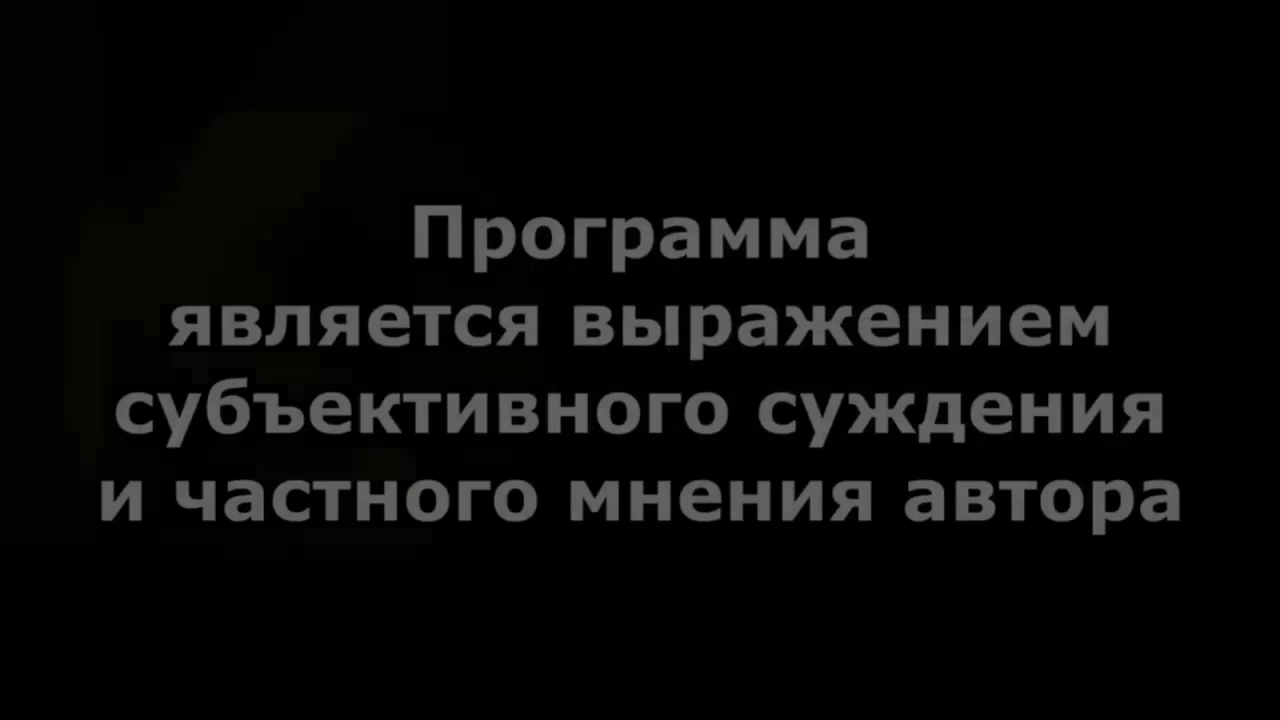 Программа
является выражением
субъективного суждения
и частного мнения автора